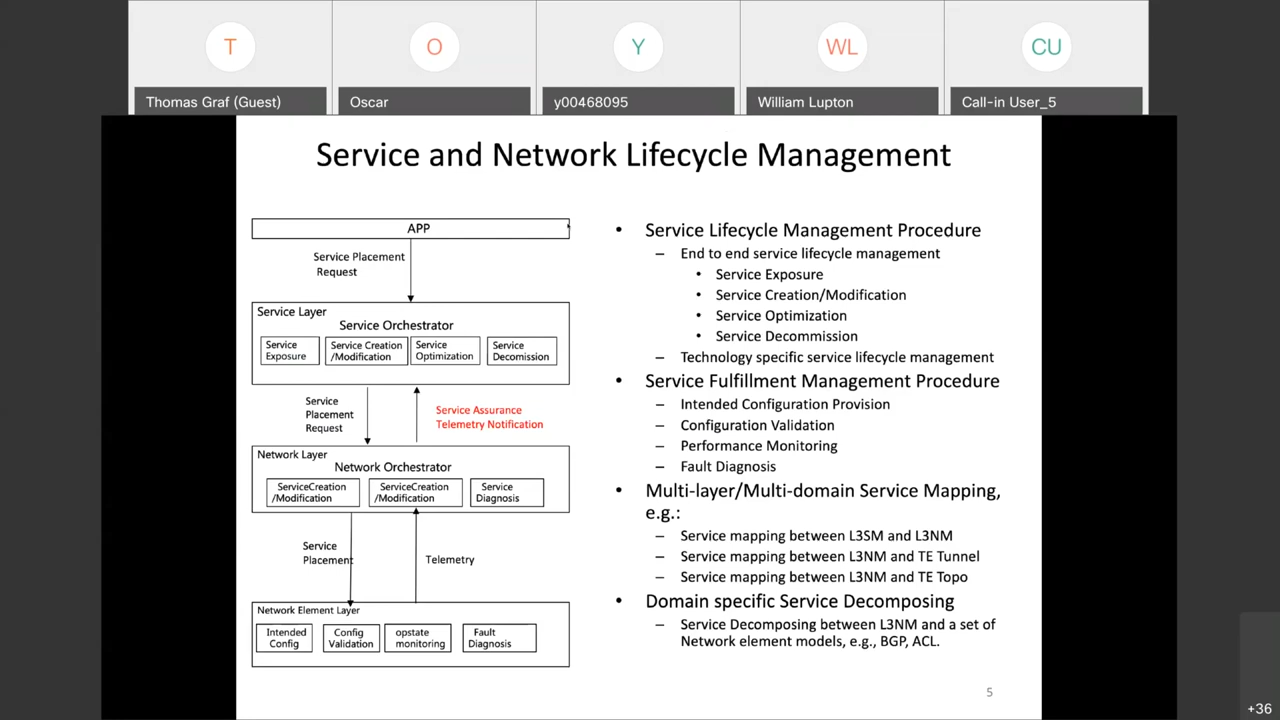 T
O
Y
WL
CU
Thomas Graf (Guest)
Oscar
y00468095
William Lupton
Call-in User_5
Service and Network Lifecycle Management
APP
Service Placement
Request
Service Layer
Service Orchestrator
Service
Exposure
Service Creation
/Modification
Service
Optimization
Service
Decomission
Service
Placement
Request
Service Assurance
Telemetry Notification
Network Layer
Network Orchestrator
ServiceCreation
/Modification
ServiceCreation
/Modification
Service
Diagnosis
Service
Placement
Telemetry
Network Element Layer
Intended
Config
Config
Validation
opstate
monitoring
Fault
Diagnosis
• Service Lifecycle Management Procedure
– End to end service lifecycle management
• Service Exposure
• Service Creation/Modification
• Service Optimization
• Service Decommission
– Technology specific service lifecycle management
• Service Fulfillment Management Procedure
– Intended Configuration Provision
– Configuration Validation
– Performance Monitoring
– Fault Diagnosis
• Multi-layer/Multi-domain Service Mapping,
e.g.:
– Service mapping between L3SM and L3NM
– Service mapping between L3NM and TE Tunnel
– Service mapping between L3NM and TE Topo
• Domain specific Service Decomposing
– Service Decomposing between L3NM and a set of
Network element models, e.g., BGP, ACL.
5
+36